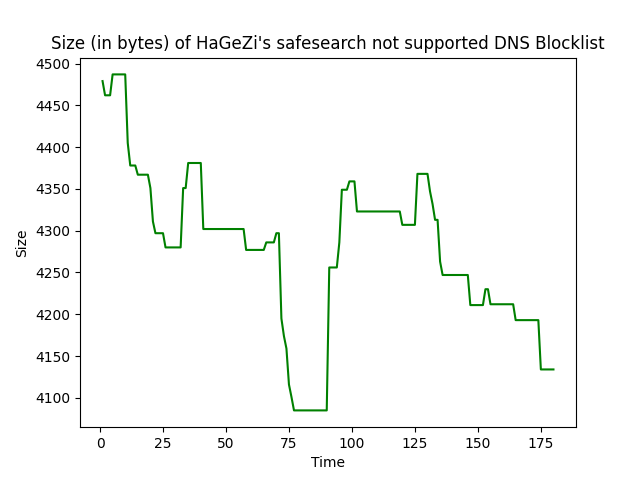 Size (in bytes) of HaGeZi's safesearch not supported DNS Blocklist
4500
4450
4400
4350
4300
4250
4200
4150
4100
Size
0 25 50 75 100 125 150 175
Time